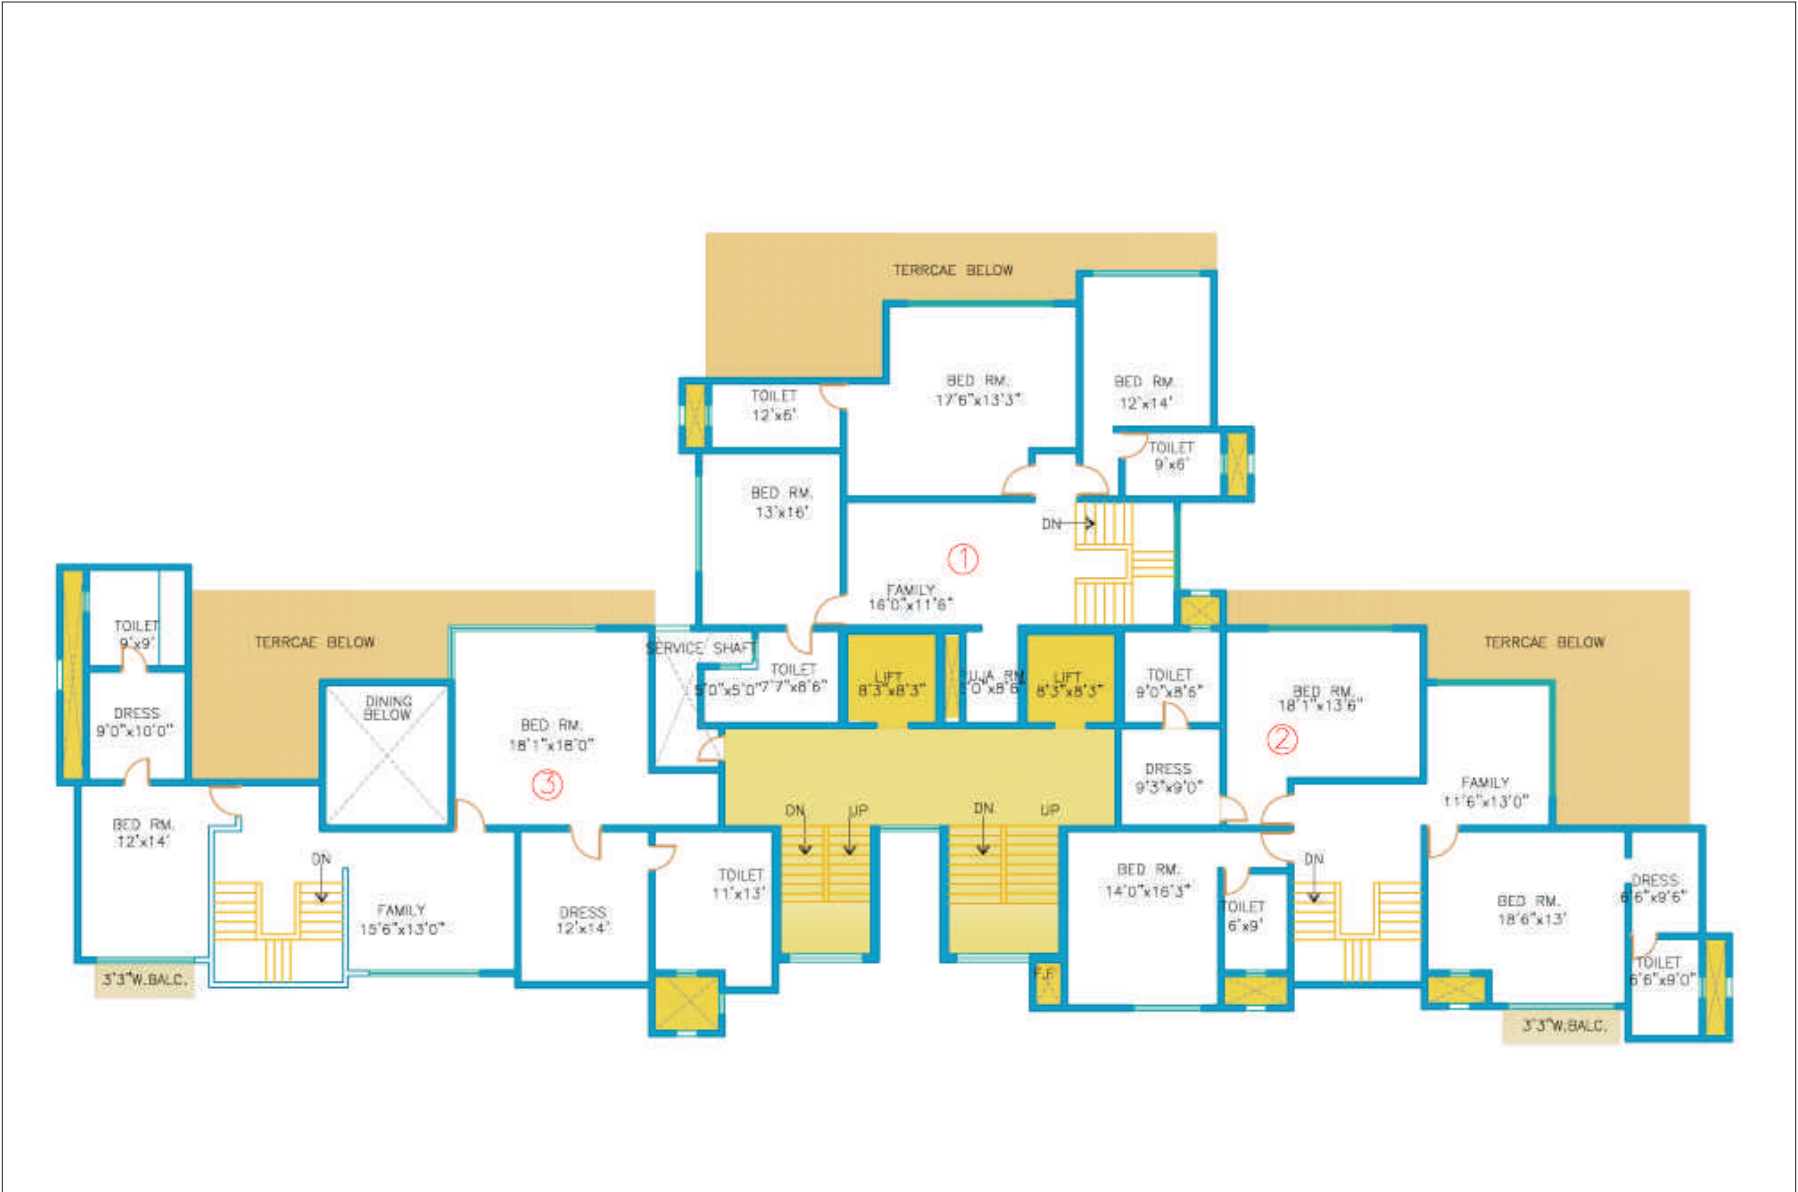 TERRCAE BELOW
BED RM.
17'6"x13'3"
BED RM.
12'x14'
TOILET
12'x6'
TOILET
9'x6'
BED RM.
13'x16'
DN
1
FAMILY
16'0"x11'6"
TOILET
9'x9'
TERRCAE BELOW
SERVICE SHAFT
5'0"x5'0"
TOILET
7'7"x8'6"
LIFT
8'3"x8'3"
UJA RM
LIFT
8'3"x8'3"
TOILET
9'0"x8'6"
BED RM.
18'1"x13'6"
2
TERRCAE BELOW
DRESS
9'0"x10'0"
DINING
BELOW
BED RM.
18'1"x18'0"
3
DRESS
9'3"x9'0"
FAMILY
11'6"x13'0"
BED RM.
12'x14'
DN
UP
DN
UP
DN
FAMILY
15'6"x13'0"
DRESS
12'x14'
TOILET
11'x13'
BED RM.
14'0"x16'3"
TOILET
6'x9'
DN
BED RM.
18'6"x13'
DRESS
6'6"x9'6"
TOILET
6'6"x9'0"
3'3"W.BALC.
F.F
3'3"W.BALC.